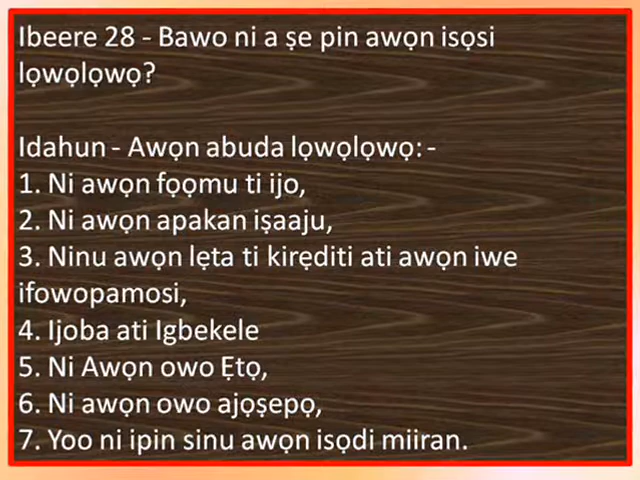 Ibeere 28 - Bawo ni a ṣe pin awọn isọsi
lọwọlọwọ?
Idahun - Awọn abuda lọwọlọwọ: -
1. Ni awọn fọọmu ti ijo,
2. Ni awọn apakan iṣaaju,
3. Ninu awọn lẹta ti kirẹditi ati awọn iwe
ifowopamosi,
4. Ijoba ati Igbekele
5. Ni Awọn owo Ẹtọ,
6. Ni awọn owo ajọṣepọ,
7. Yoo ni ipin sinu awọn isọdi miiran.